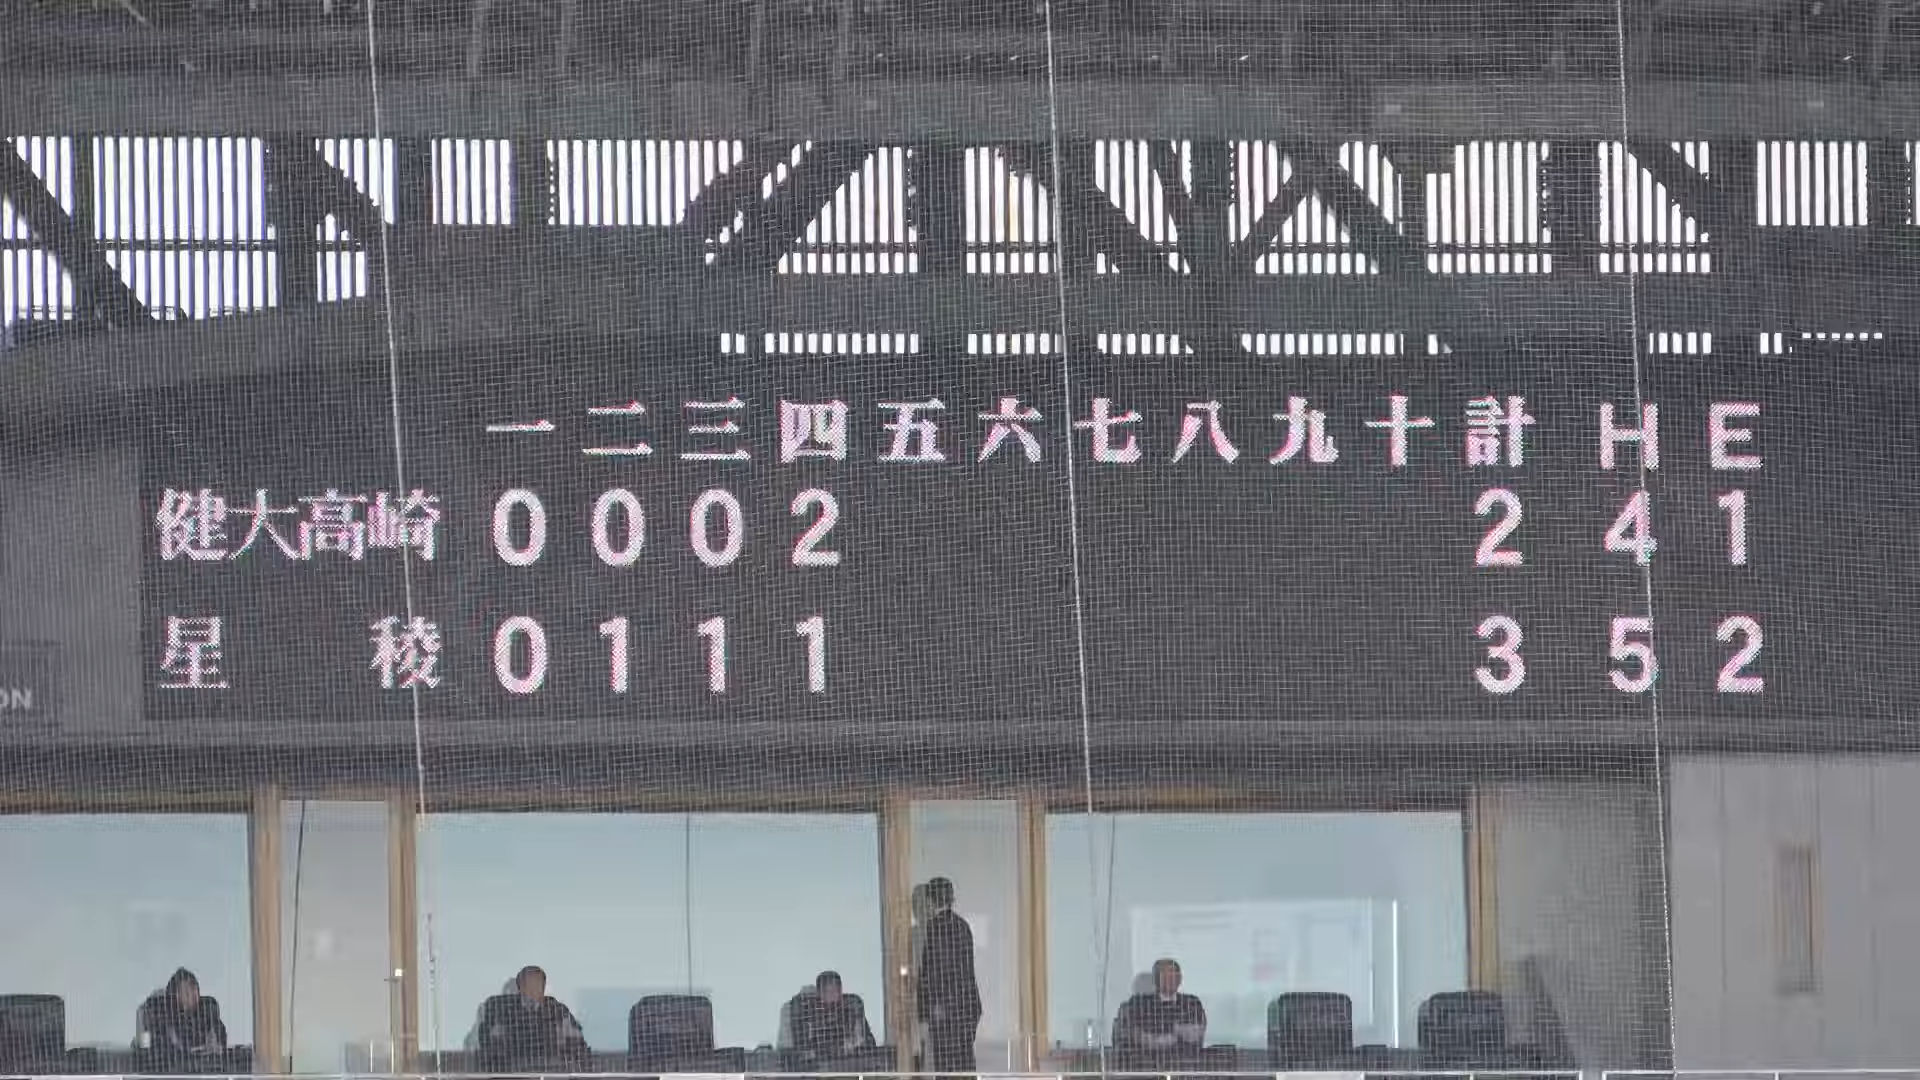 一 二 三 四 五 六 七 八 九 十 計 H E
健大高崎 0 0 0 2 2 4 1
星 稜 0 1 1 1 3 5 2
ON